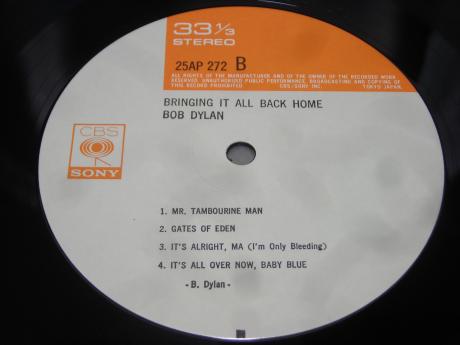 33 1/3
STEREO
25AP 272 B
ALL RIGHTS OF THE MANUFACTURER AND OF THE OWNER OF THE RECORDED WORK
RESERVED. UNAUTHORIZED PUBLIC PERFORMANCE, BROADCASTING AND COPYING OF
THIS RECORD PROHIBITED. CBS/SONY INC. TOKYO JAPAN.
BRINGING IT ALL BACK HOME
BOB DYLAN
CBS
SONY
1. MR. TAMBOURINE MAN
2. GATES OF EDEN
3. IT'S ALRIGHT, MA (I'm Only Bleeding)
4. IT'S ALL OVER NOW, BABY BLUE
- B. Dylan -